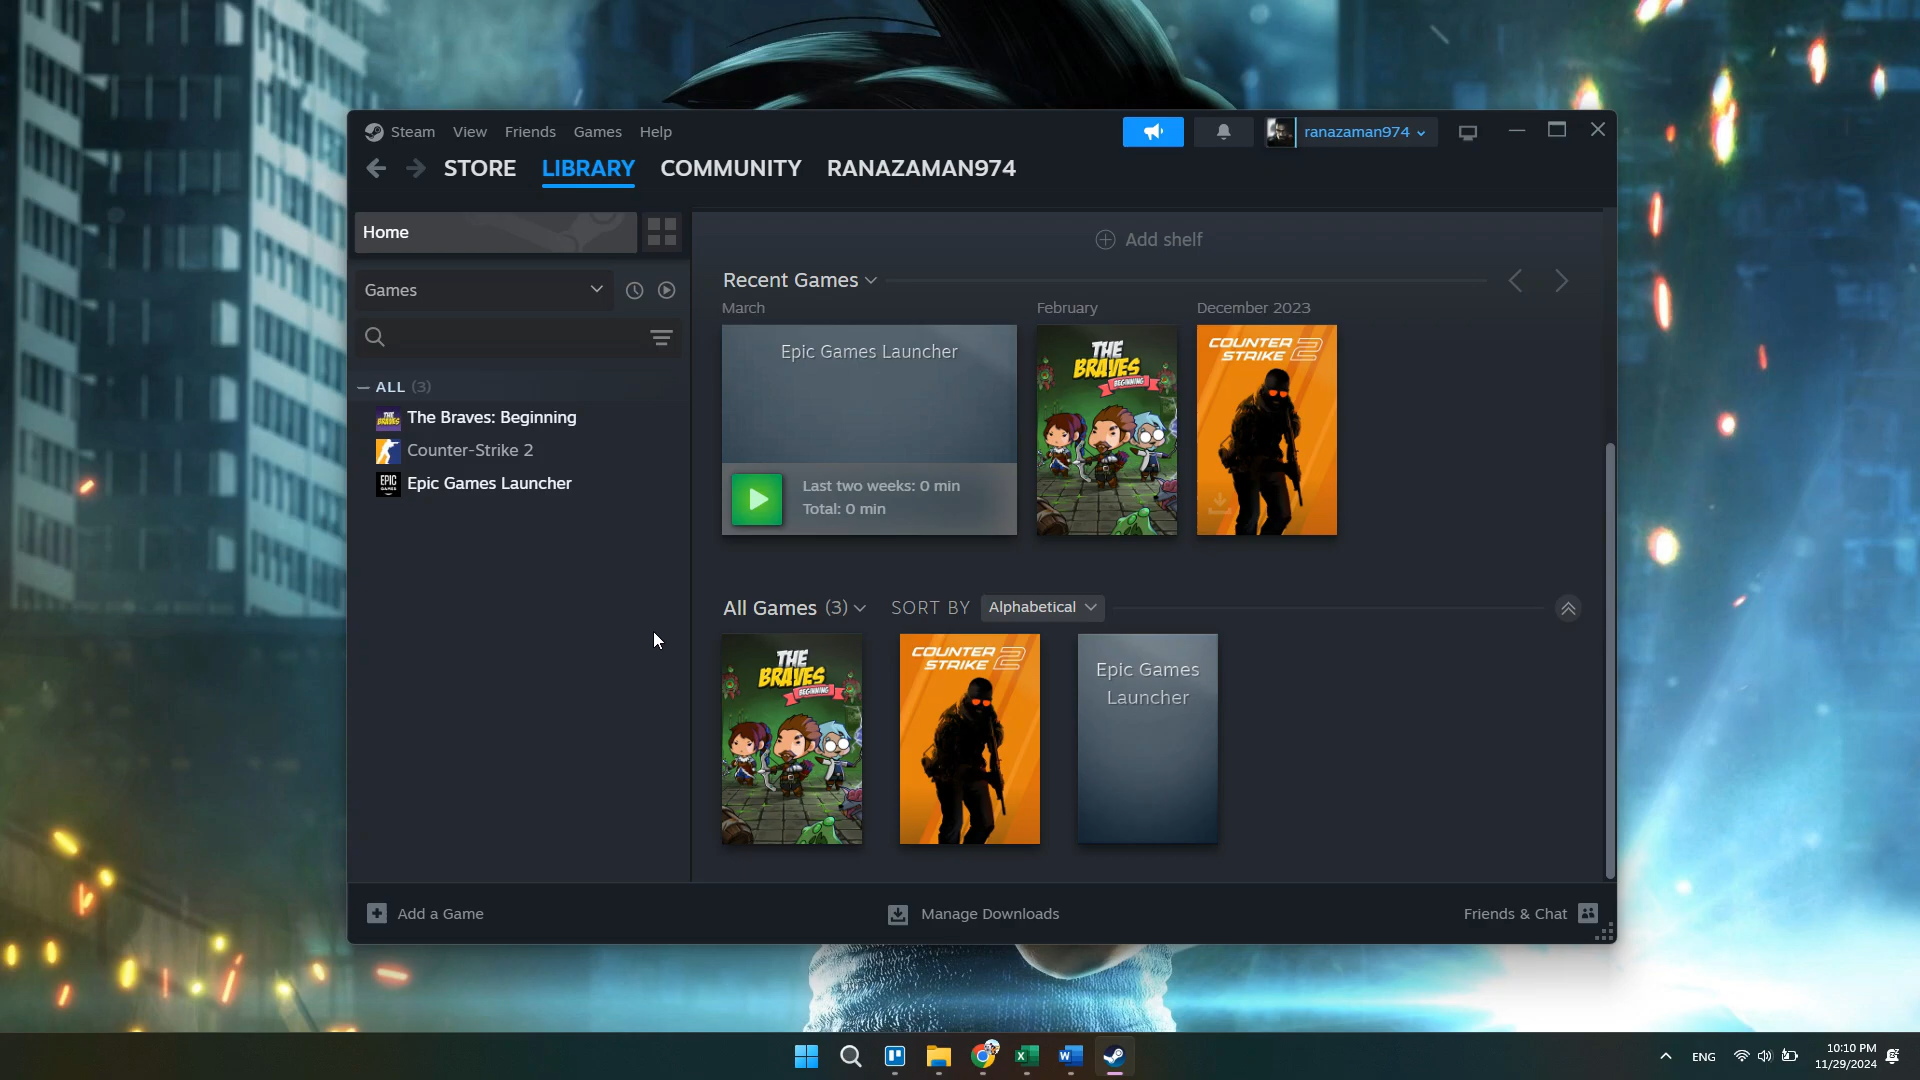 Steam View Friends Games Help
ranazaman974
STORE LIBRARY COMMUNITY RANAZAMAN974
Home
Games
ALL (3)
The Braves: Beginning
Counter-Strike 2
Epic Games Launcher
Add shelf
Recent Games
March
February
December 2023
Epic Games Launcher
Last two weeks: 0 min
Total: 0 min
THE
BRAVES
BEGINNING
COUNTER
STRIKE 2
All Games (3) SORT BY Alphabetical
THE
BRAVES
BEGINNING
COUNTER
STRIKE 2
Epic Games
Launcher
Add a Game
Manage Downloads
Friends & Chat
ENG
10:10 PM
11/29/2024